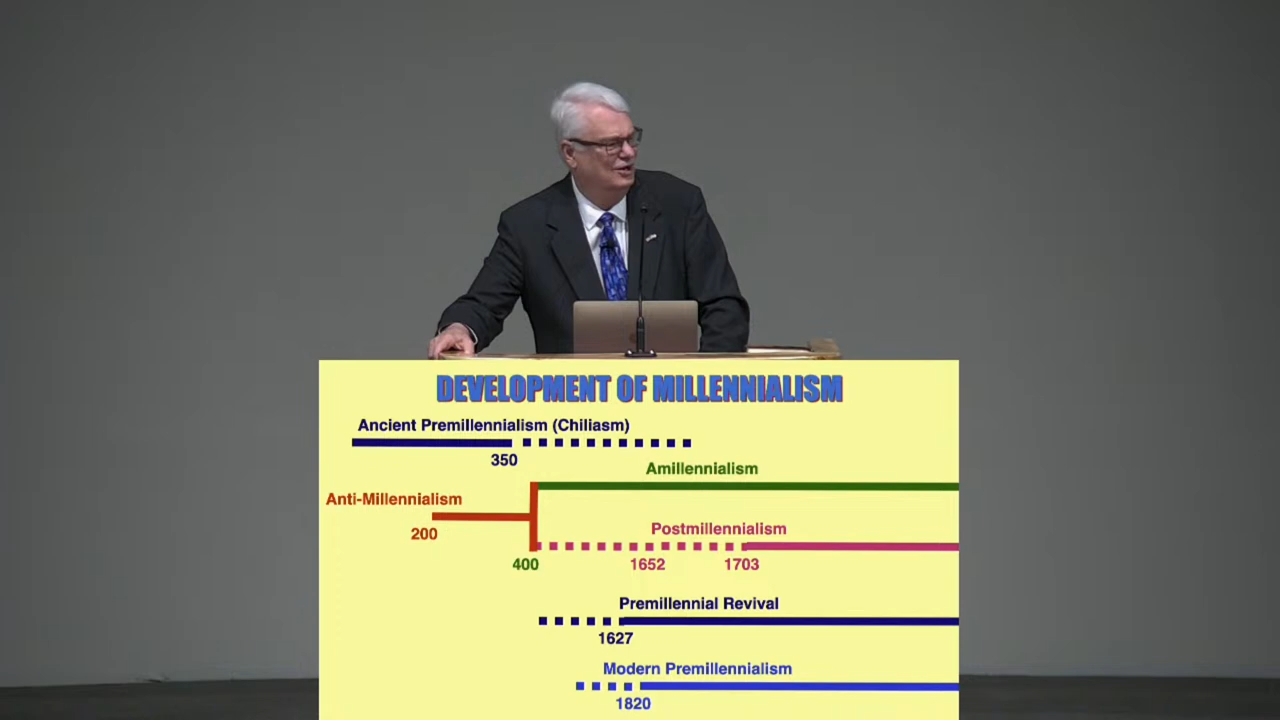 DEVELOPMENT OF MILLENNIALISM
Ancient Premillennialism (Chiliasm)
350
Amillennialism
Anti-Millennialism
200
Postmillennialism
400
1652
1703
Premillennial Revival
1627
Modern Premillennialism
1820